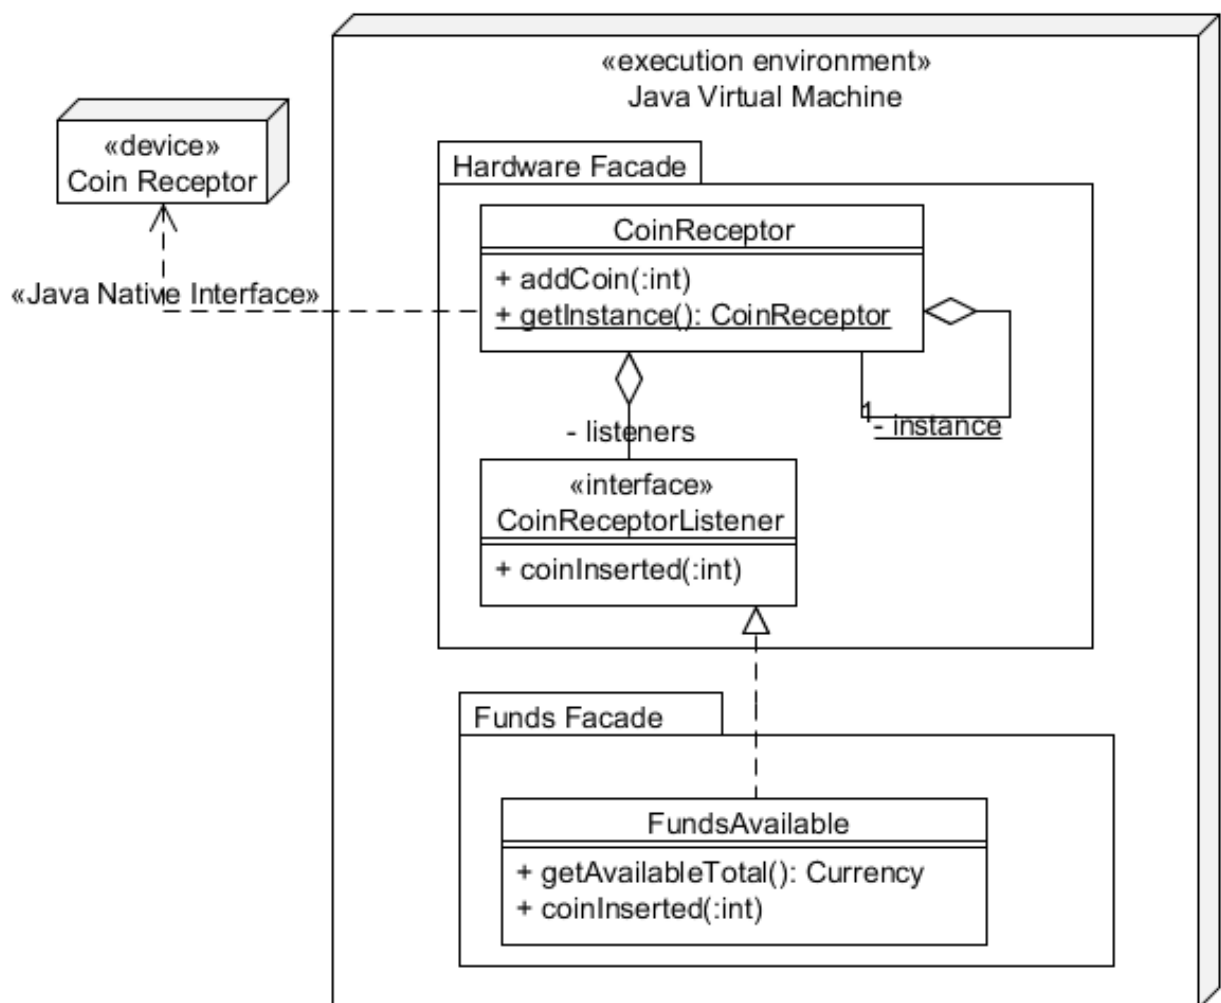 «execution environment»
Java Virtual Machine
«device»
Coin Receptor
Hardware Facade
CoinReceptor
+ addCoin(:int)
+ getInstance(): CoinReceptor
«Java Native Interface»
1
- instance
- listeners
«interface»
CoinReceptorListener
+ coinInserted(:int)
Funds Facade
FundsAvailable
+ getAvailableTotal(): Currency
+ coinInserted(:int)